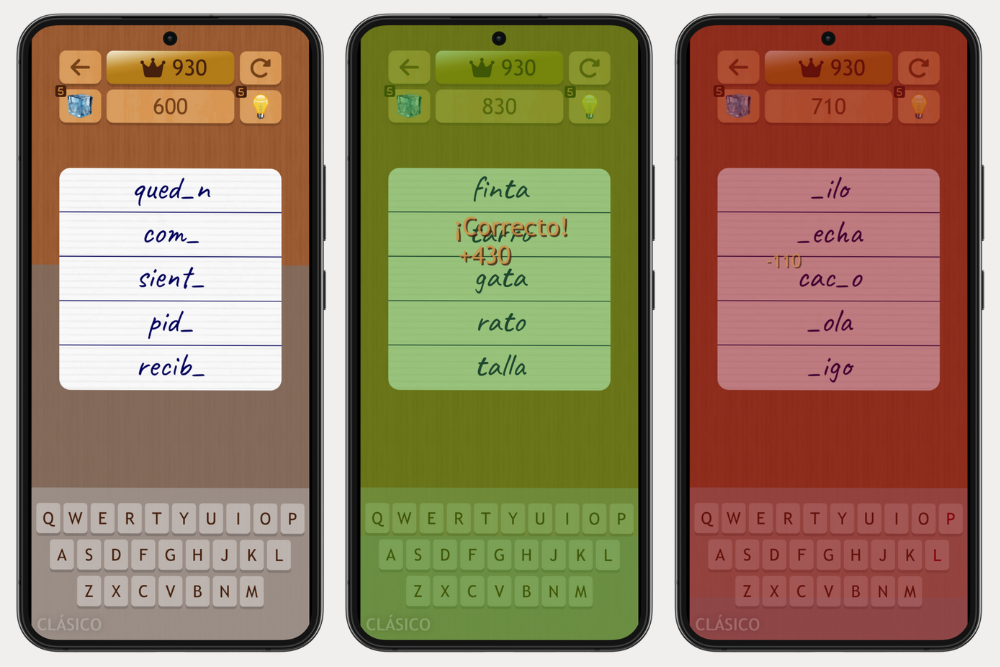 930
5
5
600
qued_n
com_
sient_
pid_
recib_
Q W E R T Y U I O P
A S D F G H J K L
Z X C V B N M
CLÁSICO
930
5
5
830
finta
¡Correcto!
tarro
+430
gata
rato
talla
Q W E R T Y U I O P
A S D F G H J K L
Z X C V B N M
CLÁSICO
930
5
5
710
_ilo
_echa
-110
cac_o
_ola
_igo
Q W E R T Y U I O P
A S D F G H J K L
Z X C V B N M
CLÁSICO